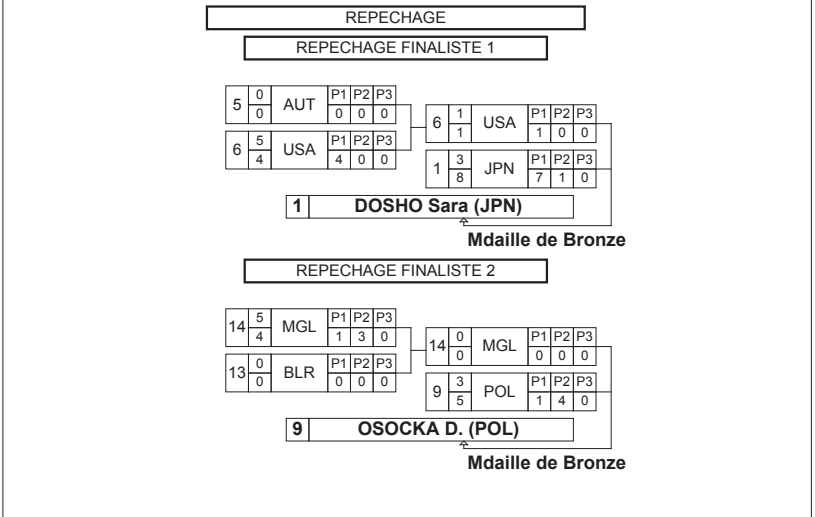 REPECHAGE
REPECHAGE FINALISTE 1
5 0 0 AUT P1 P2 P3 0 0 0
6 5 4 USA P1 P2 P3 4 0 0
6 1 1 USA P1 P2 P3 1 0 0
1 3 8 JPN P1 P2 P3 7 1 0
1 DOSHO Sara (JPN)
Mdaille de Bronze
REPECHAGE FINALISTE 2
14 5 4 MGL P1 P2 P3 1 3 0
13 0 0 BLR P1 P2 P3 0 0 0
14 0 0 MGL P1 P2 P3 0 0 0
9 3 5 POL P1 P2 P3 1 4 0
9 OSOCKA D. (POL)
Mdaille de Bronze